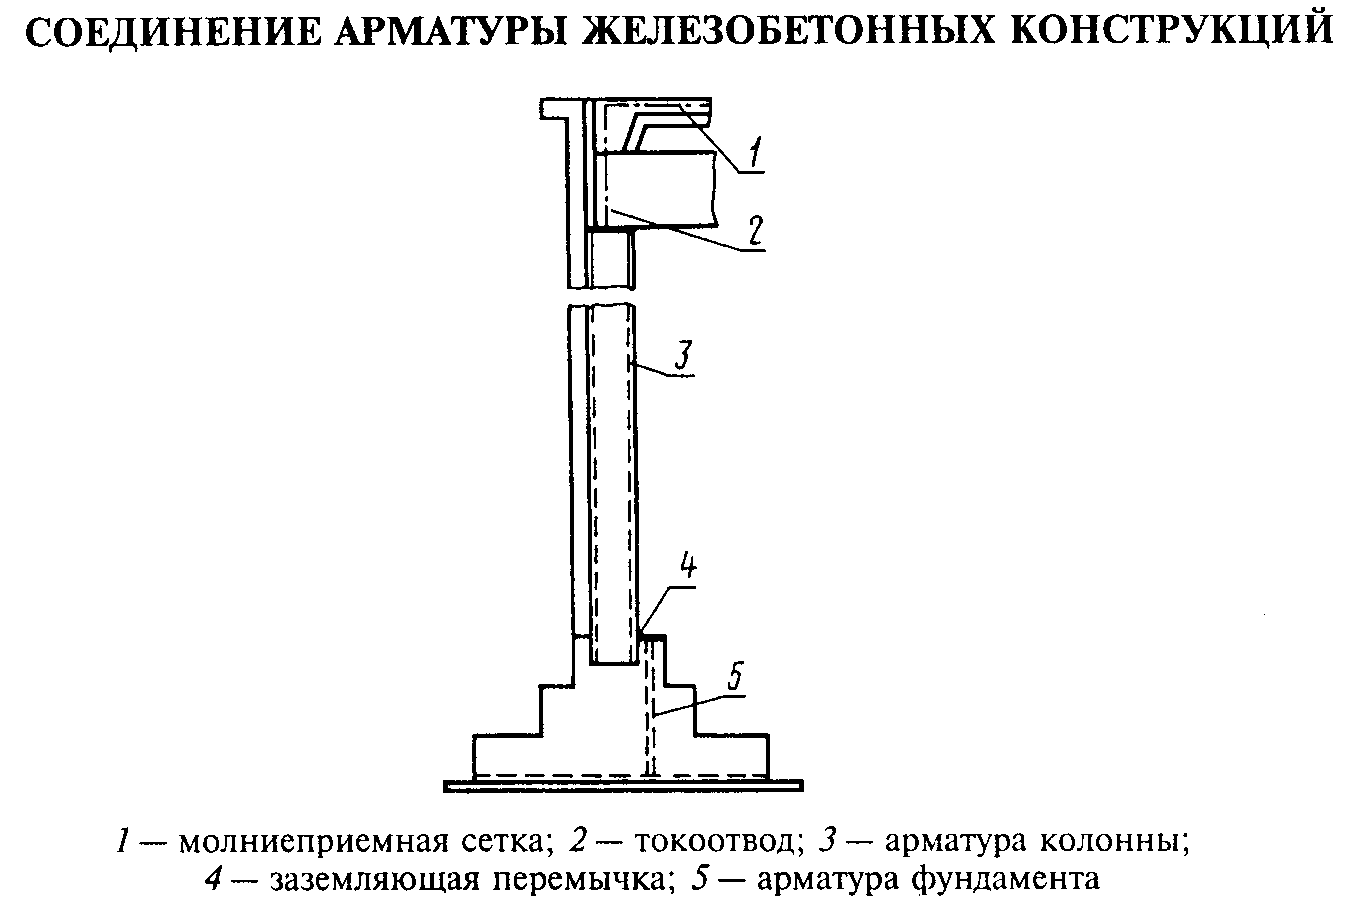 СОЕДИНЕНИЕ АРМАТУРЫ ЖЕЛЕЗОБЕТОННЫХ КОНСТРУКЦИЙ
1
2
3
4
5
1 — молниеприемная сетка; 2 — токоотвод; 3 — арматура колонны;
4 — заземляющая перемычка; 5 — арматура фундамента